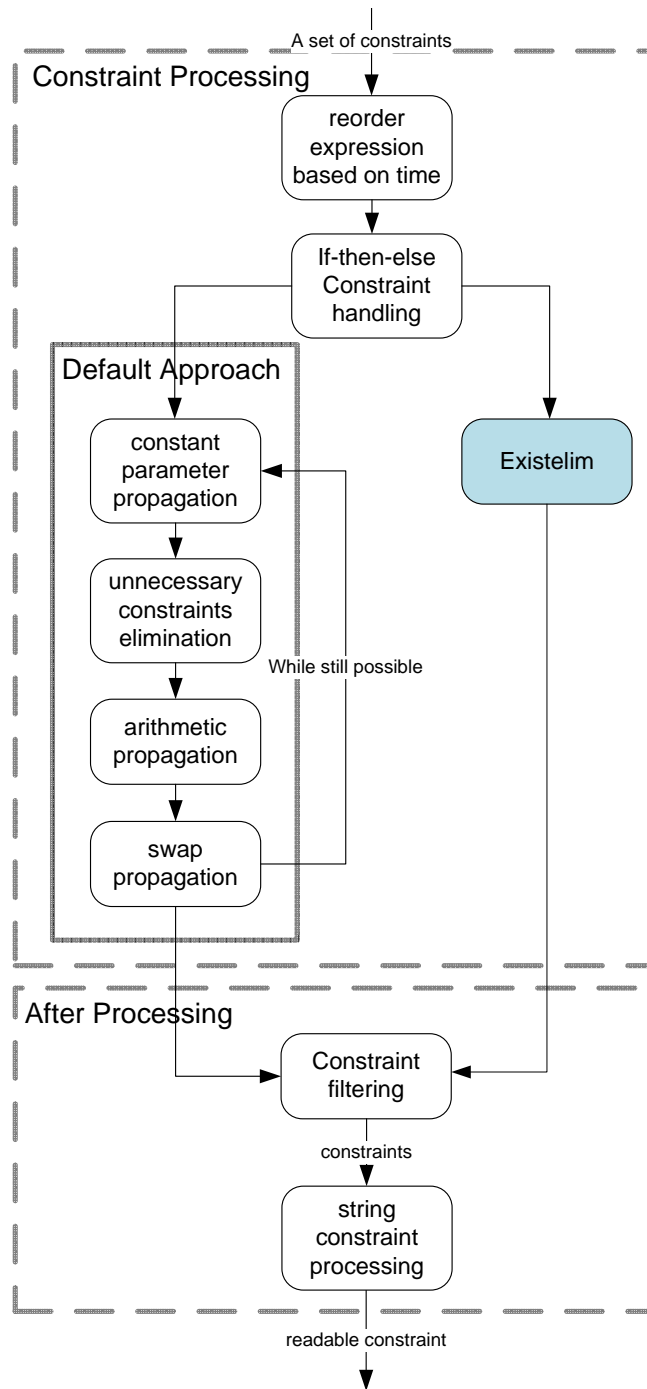 A set of constraints
Constraint Processing
reorder
expression
based on time
If-then-else
Constraint
handling
Default Approach
constant
parameter
propagation
Existelim
unnecessary
constraints
elimination
While still possible
arithmetic
propagation
swap
propagation
After Processing
Constraint
filtering
constraints
string
constraint
processing
readable constraint